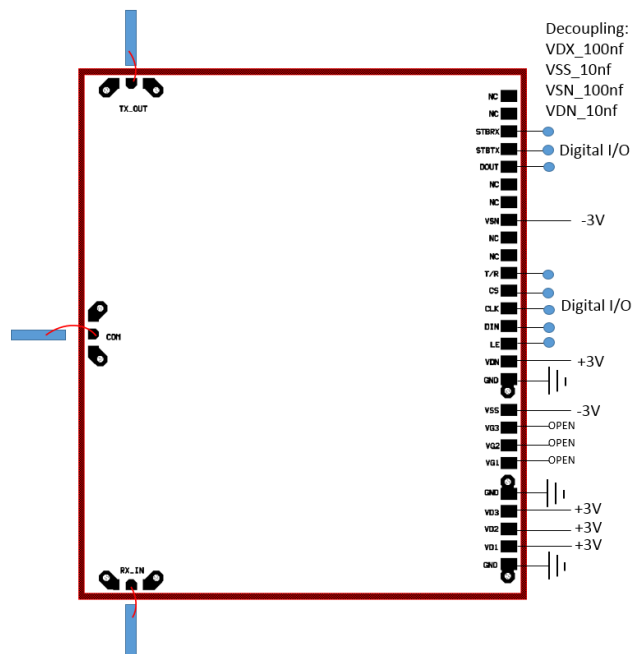 Decoupling:
VDX_100nf
VSS_10nf
VSN_100nf
VDN_10nf
TX_OUT
NC
NC
STBRX
STBTX
Digital I/O
DOUT
NC
NC
VSN -3V
NC
NC
T/R
CS
CLK
Digital I/O
DIN
LE
COM
VDN +3V
GND
VSS -3V
VG3 OPEN
VG2 OPEN
VG1 OPEN
GND
VD3 +3V
VD2 +3V
VD1 +3V
GND
RX_IN